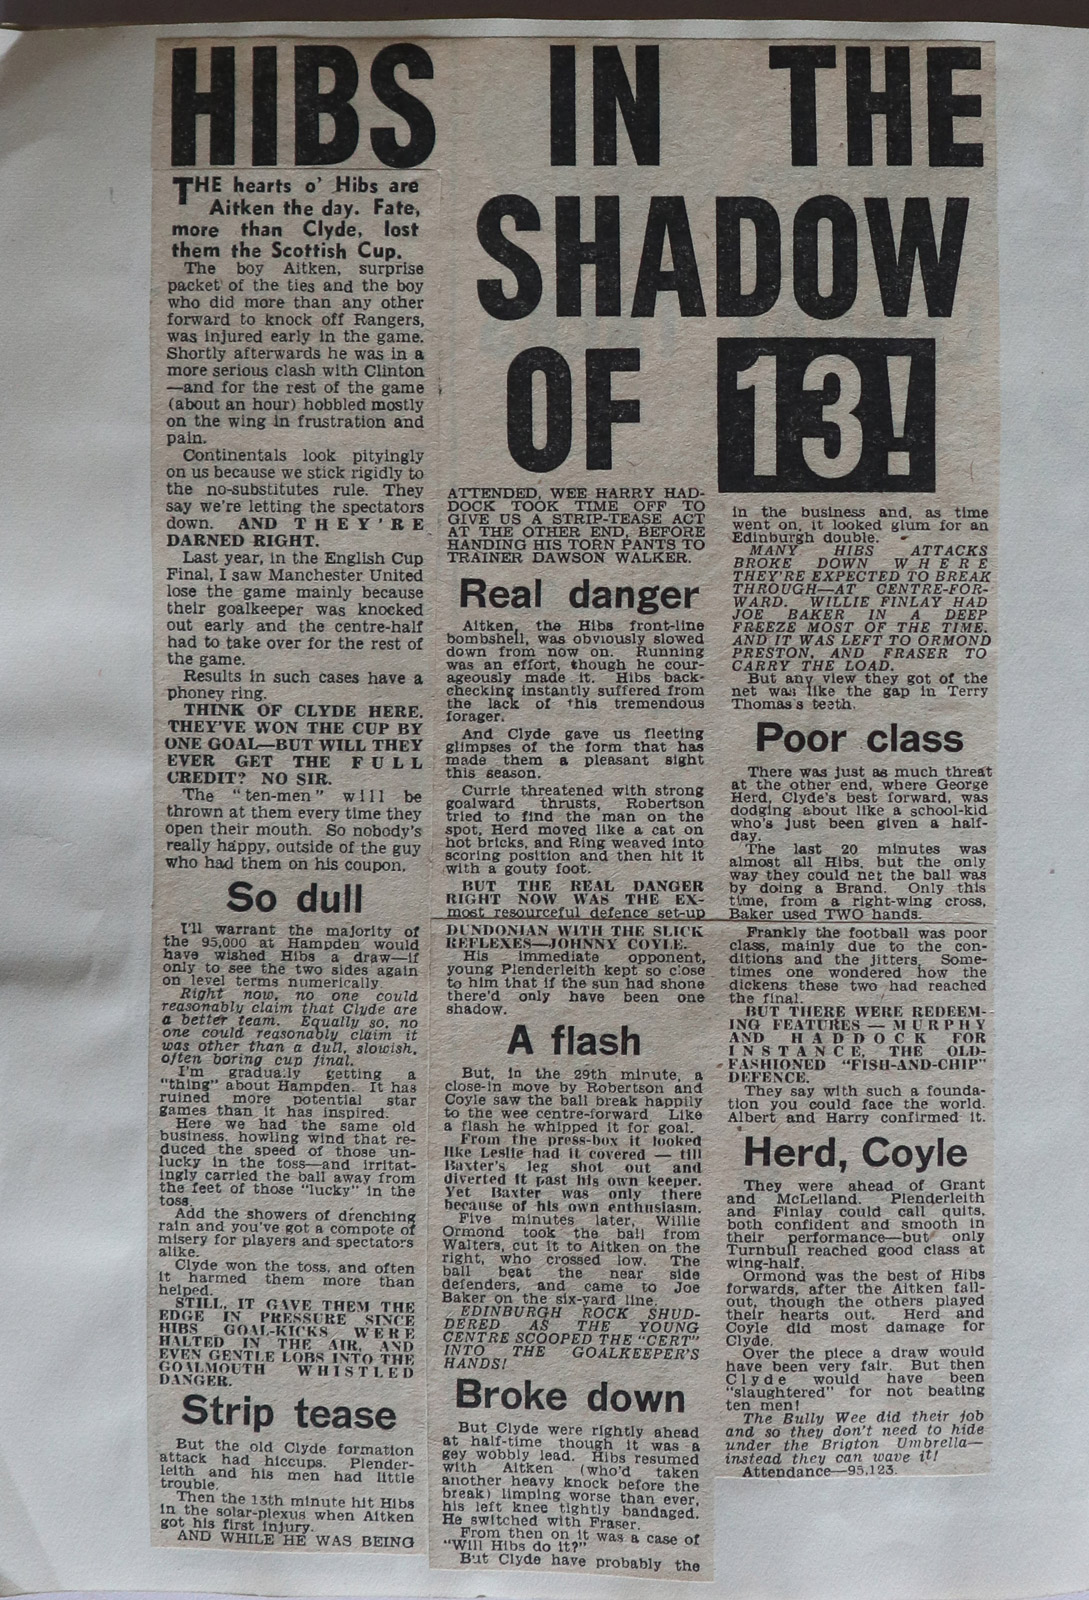 HIBS IN THE
SHADOW
OF 13!
THE hearts o' Hibs are
Aitken the day. Fate,
more than Clyde, lost
them the Scottish Cup.
The boy Aitken, surprise
packet of the ties and the boy
who did more than any other
forward to knock off Rangers,
was injured early in the game.
Shortly afterwards he was in a
more serious clash with Clinton
—and for the rest of the game
(about an hour) hobbled mostly
on the wing in frustration and
pain.
Continentals look pityingly
on us because we stick rigidly to
the no-substitutes rule. They
say we're letting the spectators
down. AND THEY'RE
DARNED RIGHT.
Last year, in the English Cup
Final, I saw Manchester United
lose the game mainly because
their goalkeeper was knocked
out early and the centre-half
had to take over for the rest of
the game.
Results in such cases have a
phoney ring.
THINK OF CLYDE HERE.
THEY'VE WON THE CUP BY
ONE GOAL—BUT WILL THEY
EVER GET THE FULL
CREDIT? NO SIR.
The "ten-men" will be
thrown at them every time they
open their mouth. So nobody's
really happy, outside of the guy
who had them on his coupon.
So dull
I'll warrant the majority of
the 95,000 at Hampden would
have wished Hibs a draw—if
only to see the two sides again
on level terms numerically.
Right now, no one could
reasonably claim that Clyde are
a better team. Equally so, no
one could reasonably claim it
was other than a dull, slowish,
often boring cup final.
I'm gradually getting a
"thing" about Hampden. It has
ruined more potential star
games than it has inspired.
Here we had the same old
business, howling wind that re-
duced the speed of those un-
lucky in the toss—and irritat-
ingly carried the ball away from
the feet of those "lucky" in the
toss.
Add the showers of drenching
rain and you've got a compote of
misery for players and spectators
alike.
Clyde won the toss, and often
it harmed them more than
helped.
STILL, IT GAVE THEM THE
EDGE IN PRESSURE SINCE
HIBS GOAL-KICKS WERE
HALTED IN THE AIR, AND
EVEN GENTLE LOBS INTO THE
GOALMOUTH WHISTLED
DANGER.
Strip tease
But the old Clyde formation
attack had hiccups. Plender-
leith and his men had little
trouble.
Then the 13th minute hit Hibs
in the solar-plexus when Aitken
got his first injury.
AND WHILE HE WAS BEING
ATTENDED, WEE HARRY HAD-
DOCK TOOK TIME OFF TO
GIVE US A STRIP-TEASE ACT
AT THE OTHER END, BEFORE
HANDING HIS TORN PANTS TO
TRAINER DAWSON WALKER.
Real danger
Aitken, the Hibs front-line
bombshell, was obviously slowed
down from now on. Running
was an effort, though he cour-
ageously made it. Hibs back-
checking instantly suffered from
the lack of this tremendous
forager.
And Clyde gave us fleeting
glimpses of the form that has
made them a pleasant sight
this season.
Currie threatened with strong
goalward thrusts, Robertson
tried to find the man on the
spot, Herd moved like a cat on
hot bricks, and Ring weaved into
scoring position and then hit it
with a gouty foot.
BUT THE REAL DANGER
RIGHT NOW WAS THE EX-
most resourceful defence set-up
DUNDONIAN WITH THE SLICK
REFLEXES—JOHNNY COYLE.
His immediate opponent,
young Plenderleith kept so close
to him that if the sun had shone
there'd only have been one
shadow.
A flash
But, in the 29th minute, a
close-in move by Robertson and
Coyle saw the ball break happily
to the wee centre-forward Like
a flash he whipped it for goal.
From the press-box it looked
like Leslie had it covered — till
Baxter's leg shot out and
diverted it past his own keeper.
Yet Baxter was only there
because of his own enthusiasm.
Five minutes later, Willie
Ormond took the ball from
Walters, cut it to Aitken on the
right, who crossed low. The
ball beat the near side
defenders, and came to Joe
Baker on the six-yard line.
EDINBURGH ROCK SHUD-
DERED AS THE YOUNG
CENTRE SCOOPED THE "CERT"
INTO THE GOALKEEPER'S
HANDS!
Broke down
But Clyde were rightly ahead
at half-time though it was a
gey wobbly lead. Hibs resumed
with Aitken (who'd taken
another heavy knock before the
break) limping worse than ever,
his left knee tightly bandaged.
He switched with Fraser.
From then on it was a case of
"Will Hibs do it?"
But Clyde have probably the
in the business and, as time
went on, it looked glum for an
Edinburgh double.
MANY HIBS ATTACKS
BROKE DOWN WHERE
THEY'RE EXPECTED TO BREAK
THROUGH—AT CENTRE-FOR-
WARD. WILLIE FINLAY HAD
JOE BAKER IN A DEEP
FREEZE MOST OF THE TIME,
AND IT WAS LEFT TO ORMOND
PRESTON, AND FRASER TO
CARRY THE LOAD.
But any view they got of the
net was like the gap in Terry
Thomas's teeth.
Poor class
There was just as much threat
at the other end, where George
Herd, Clyde's best forward, was
dodging about like a school-kid
who's just been given a half-
day.
The last 20 minutes was
almost all Hibs, but the only
way they could net the ball was
by doing a Brand. Only this
time, from a right-wing cross,
Baker used TWO hands.
Frankly the football was poor
class, mainly due to the con-
ditions and the jitters. Some-
times one wondered how the
dickens these two had reached
the final.
BUT THERE WERE REDEEM-
ING FEATURES — MURPHY
AND HADDOCK FOR
INSTANCE, THE OLD-
FASHIONED "FISH-AND-CHIP"
DEFENCE.
They say with such a founda-
tion you could face the world.
Albert and Harry confirmed it.
Herd, Coyle
They were ahead of Grant
and McLelland. Plenderleith
and Finlay could call quits,
both confident and smooth in
their performance—but only
Turnbull reached good class at
wing-half.
Ormond was the best of Hibs
forwards, after the Aitken fall-
out, though the others played
their hearts out. Herd and
Coyle did most damage for
Clyde.
Over the piece a draw would
have been very fair. But then
Clyde would have been
"slaughtered" for not beating
ten men!
The Bully Wee did their job
and so they don't need to hide
under the Brigton Umbrella—
instead they can wave it!
Attendance—95,123.